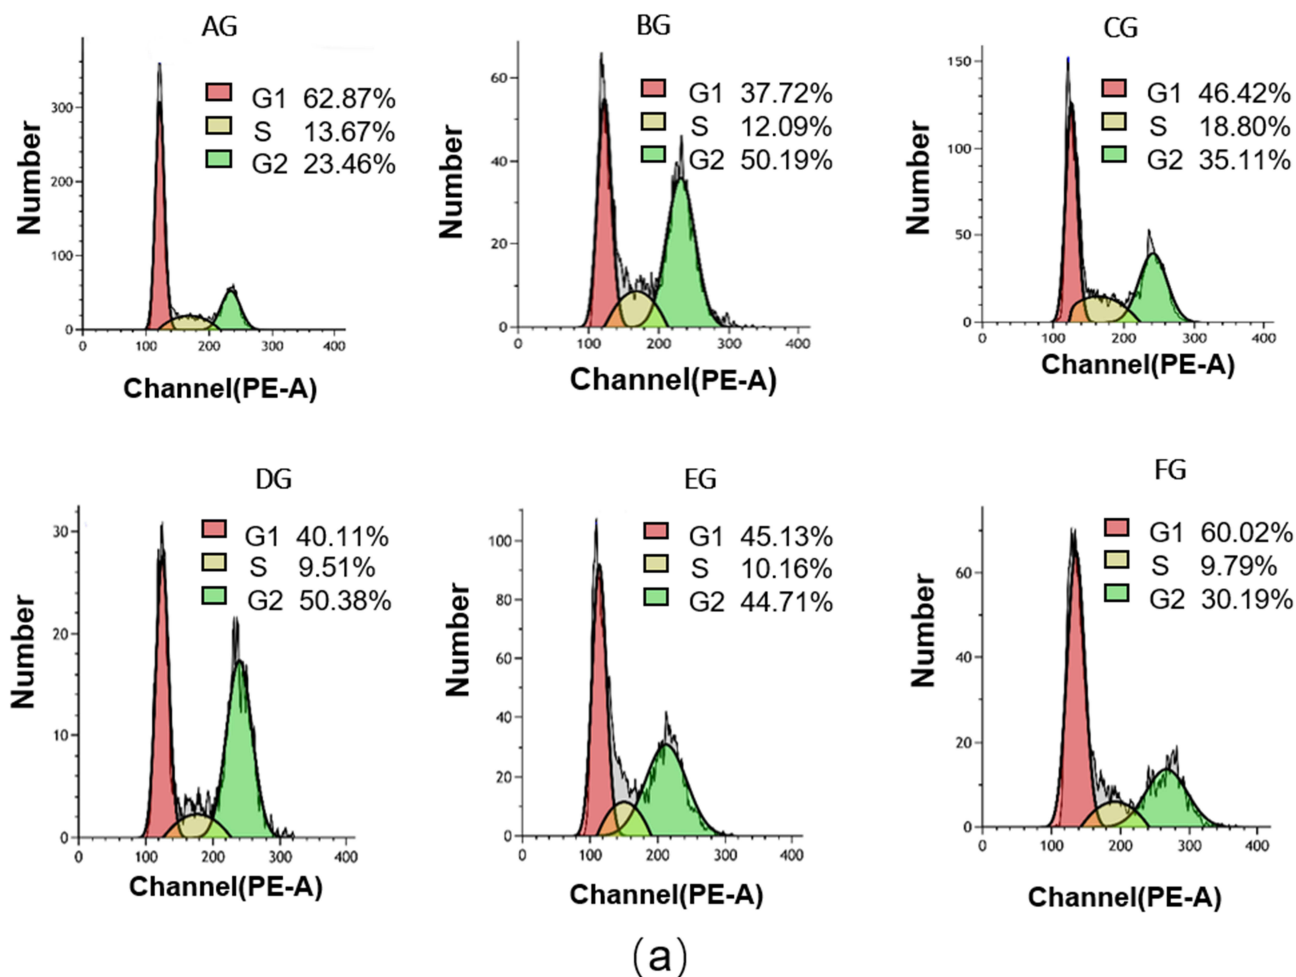 AG
G1 62.87%
S 13.67%
G2 23.46%
Number
300
200
100
0
0 100 200 300 400
Channel(PE-A)
BG
G1 37.72%
S 12.09%
G2 50.19%
Number
60
40
20
0
0 100 200 300 400
Channel(PE-A)
CG
G1 46.42%
S 18.80%
G2 35.11%
Number
150
100
50
0
0 100 200 300 400
Channel(PE-A)
DG
G1 40.11%
S 9.51%
G2 50.38%
Number
30
20
10
0
0 100 200 300 400
Channel(PE-A)
EG
G1 45.13%
S 10.16%
G2 44.71%
Number
100
80
60
40
20
0
0 100 200 300 400
Channel(PE-A)
FG
G1 60.02%
S 9.79%
G2 30.19%
Number
60
40
20
0
0 100 200 300 400
Channel(PE-A)
(a)